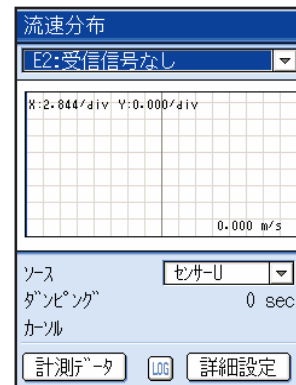 流速分布
E2:受信信号なし
X:2.844/div Y:0.000/div
0.000 m/s
ソース センサーU
ダンピング 0 sec
カーソル
計測データ LOG 詳細設定